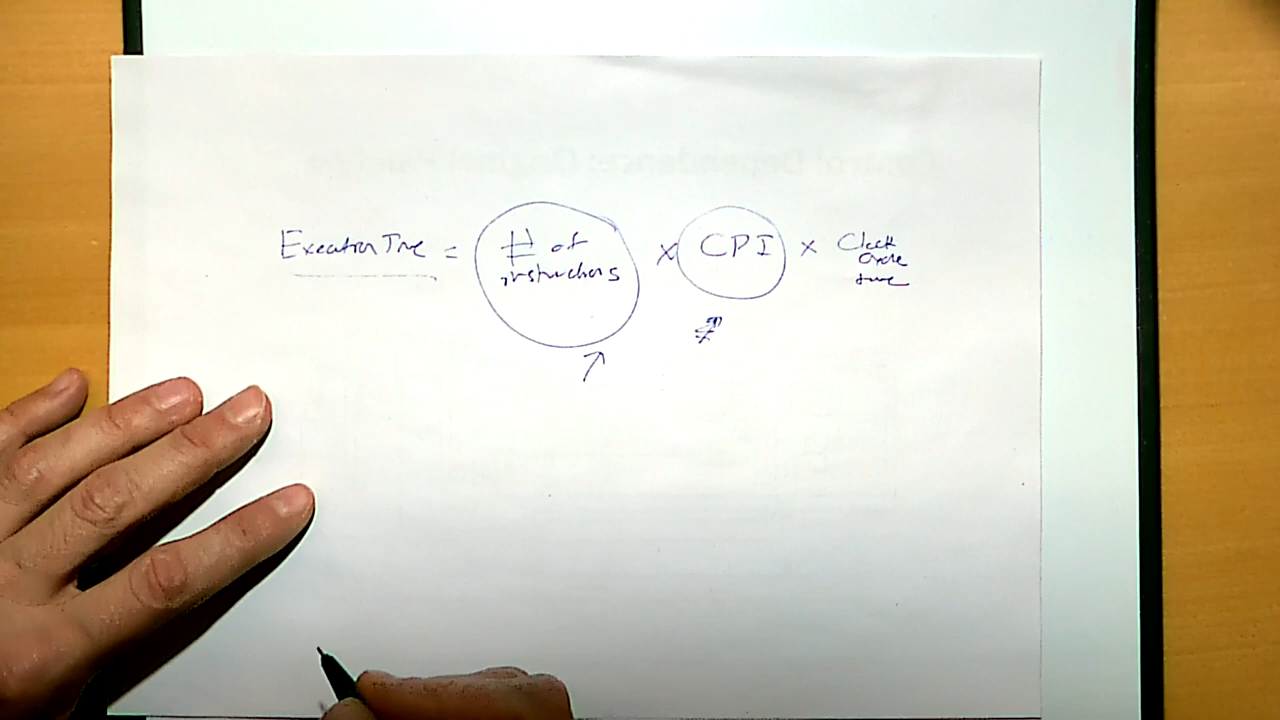 Execution Time = # of instructions × CPI × Clock cycle time